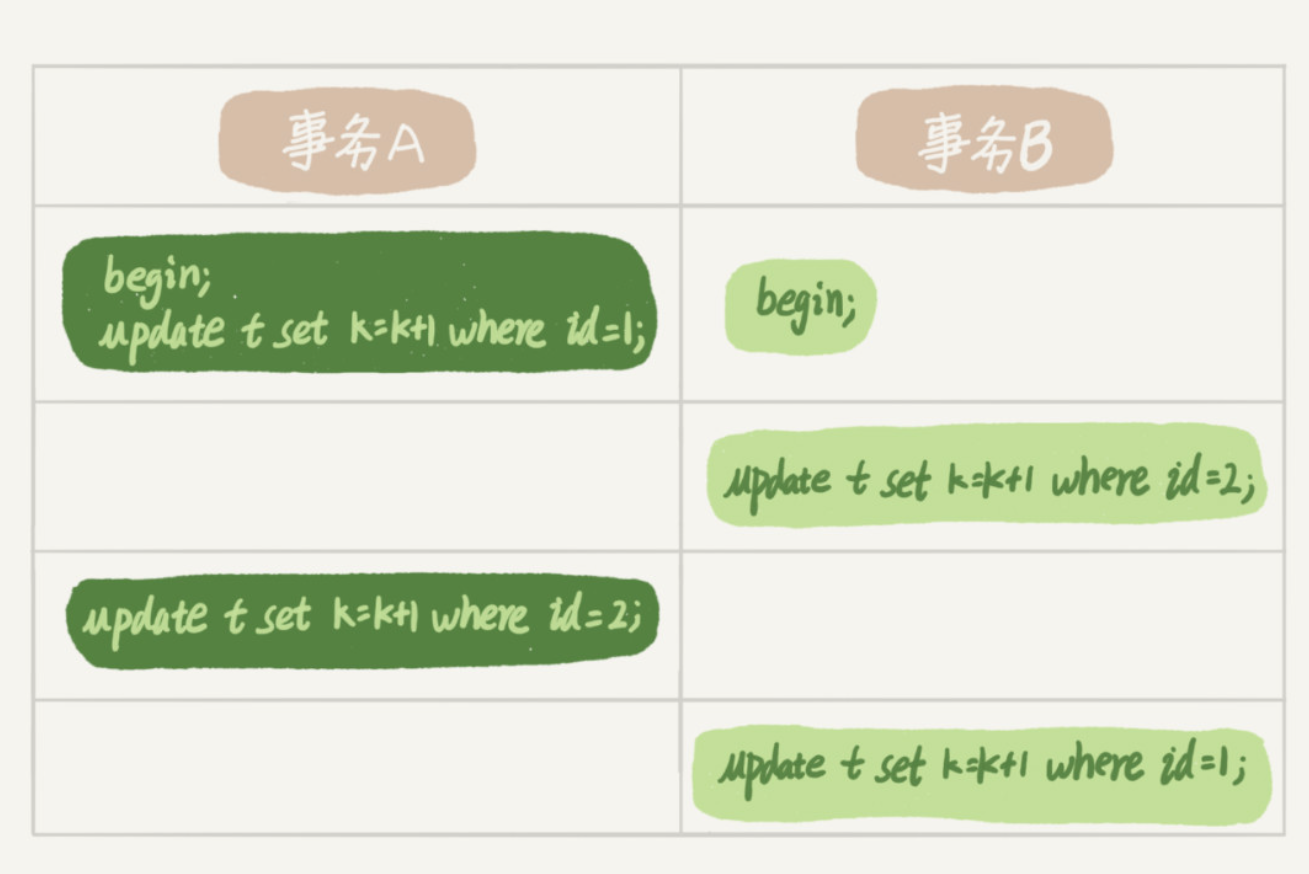 事务A
事务B
begin;
update t set k=k+1 where id=1;
begin;
update t set k=k+1 where id=2;
update t set k=k+1 where id=2;
update t set k=k+1 where id=1;